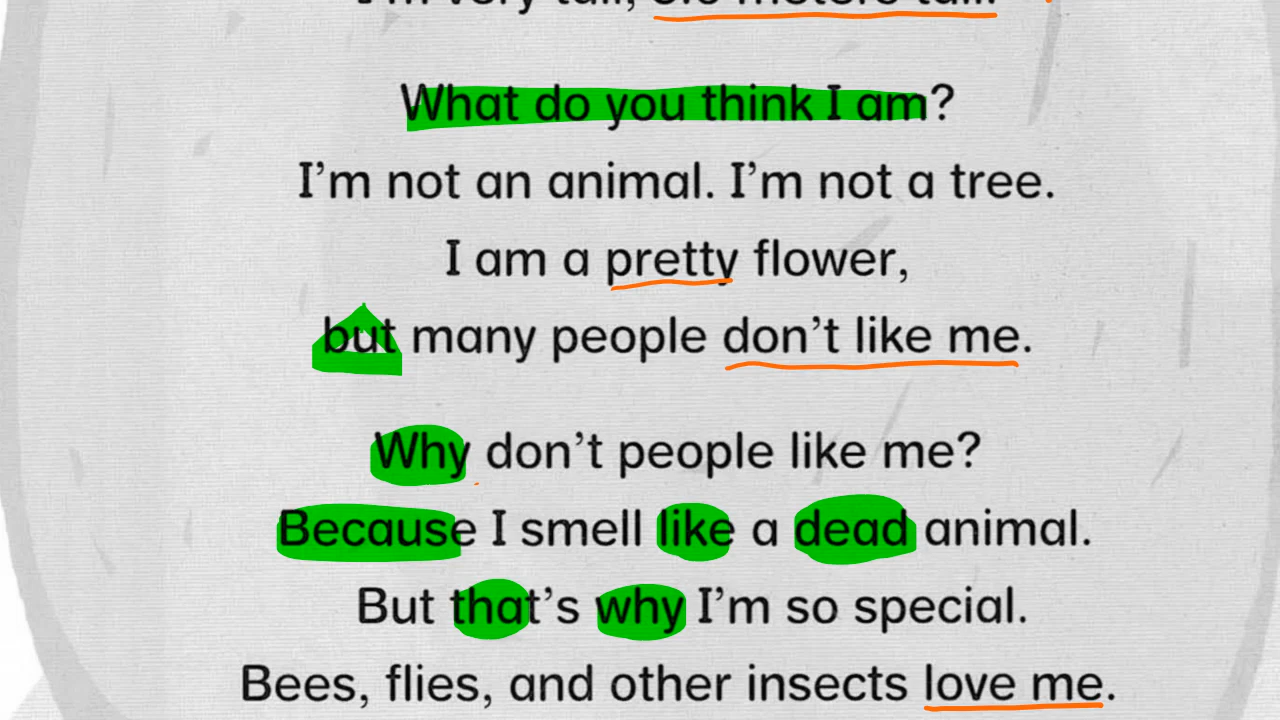 What do you think I am?
I'm not an animal. I'm not a tree.
I am a pretty flower,
but many people don't like me.
Why don't people like me?
Because I smell like a dead animal.
But that's why I'm so special.
Bees, flies, and other insects love me.